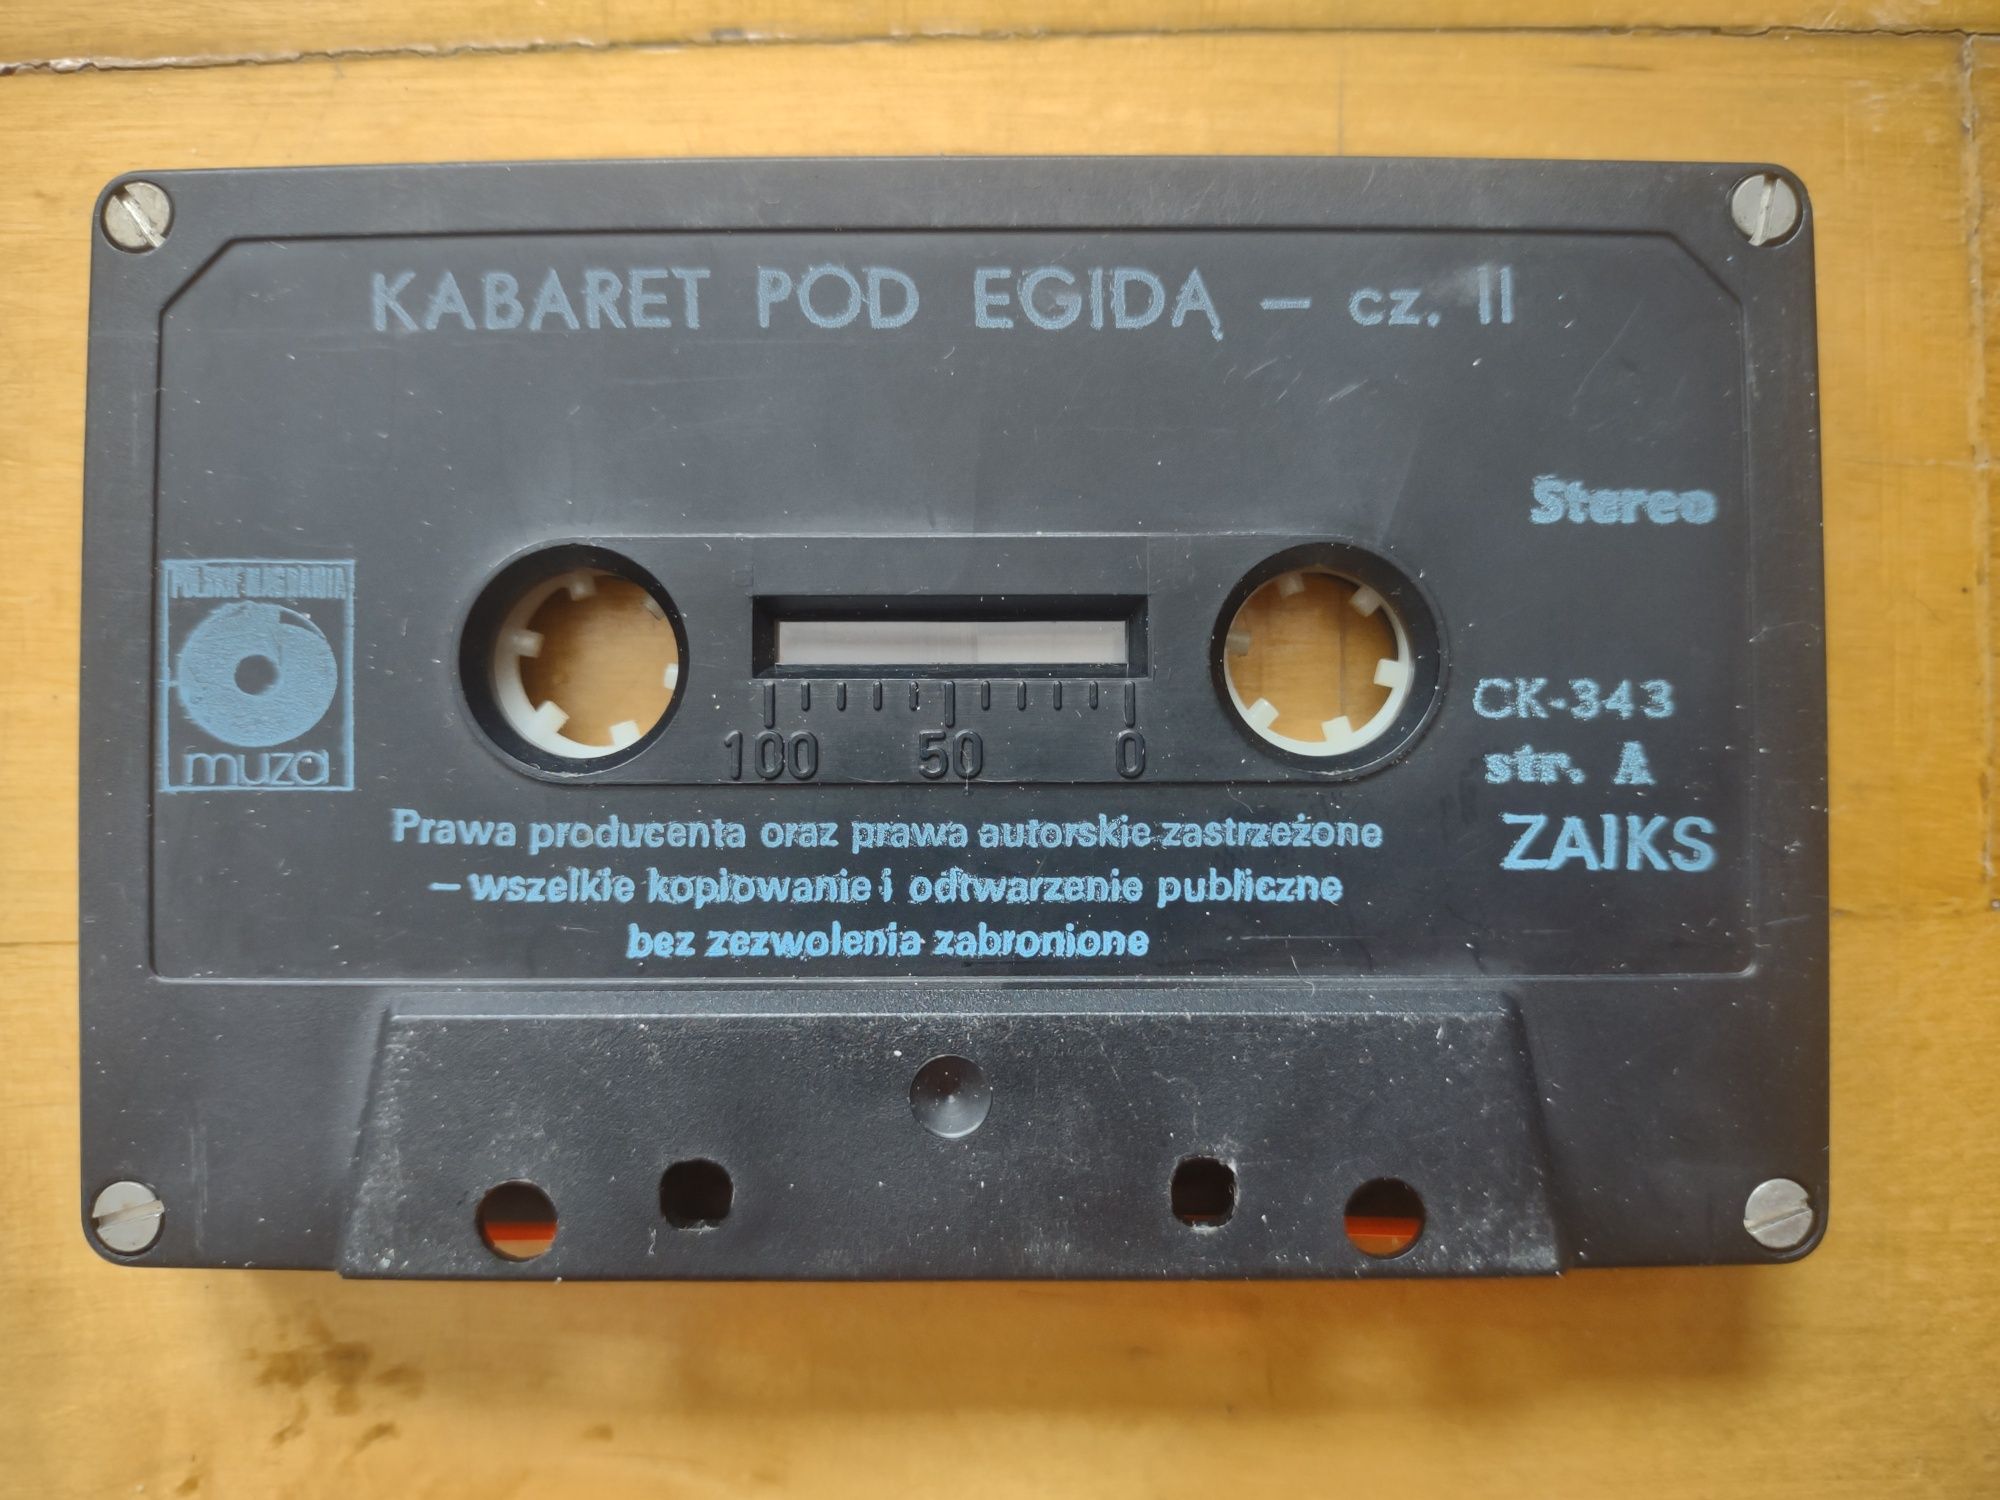 KABARET POD EGIDĄ – cz. II
Stereo
POLSKIE NAGRANIA
muza
100 50 0
CK-343
str. A
ZAIKS
Prawa producenta oraz prawa autorskie zastrzeżone
– wszelkie kopiowanie i odtwarzenie publiczne
bez zezwolenia zabronione